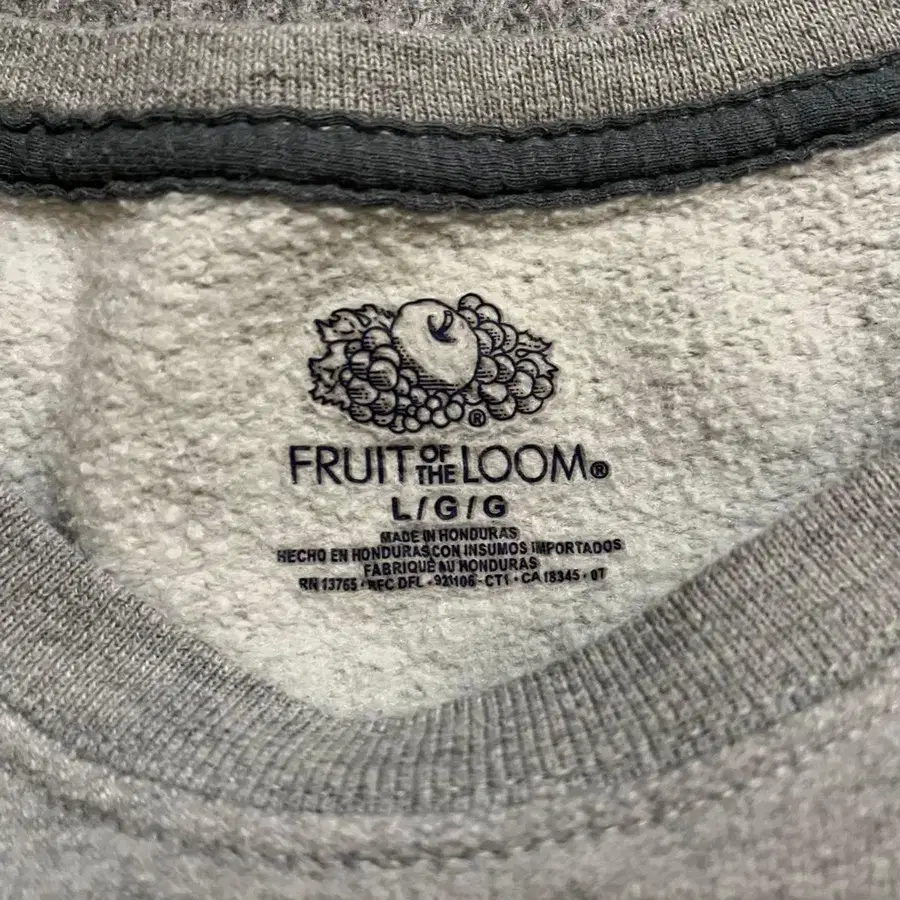 ®
FRUIT OF THE LOOM®
L / G / G
MADE IN HONDURAS
HECHO EN HONDURAS CON INSUMOS IMPORTADOS
FABRIQUÉ AU HONDURAS
RN 13765 • RFC DFL - 921106 - CT1 • CA 18345 • 07